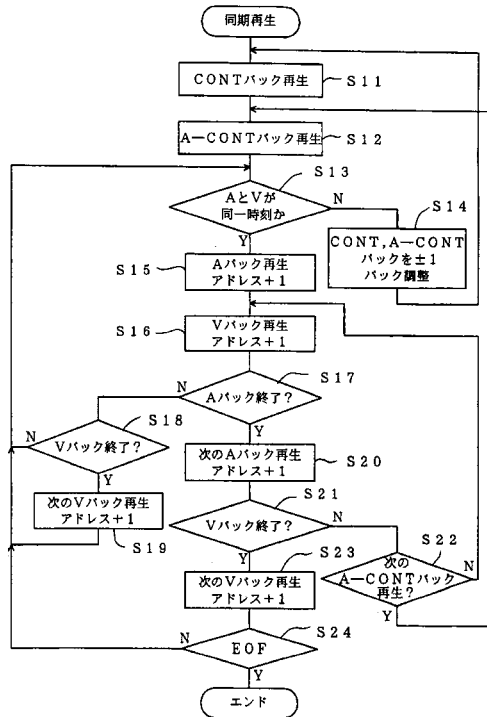 同期再生
CONTパック再生
S11
A－CONTパック再生
S12
S13
AとVが
同一時刻か
N
S14
Y
CONT,A－CONT
パックを±1
パック調整
S15
Aパック再生
アドレス＋1
S16
Vパック再生
アドレス＋1
S17
N
Aパック終了？
S18
Y
N
Vパック終了？
次のAパック再生
アドレス＋1
S20
Y
S21
次のVパック再生
アドレス＋1
Vパック終了？
N
S22
S19
Y
S23
次の
A－CONTパック
再生？
N
次のVパック再生
アドレス＋1
Y
S24
N
EOF
Y
エンド